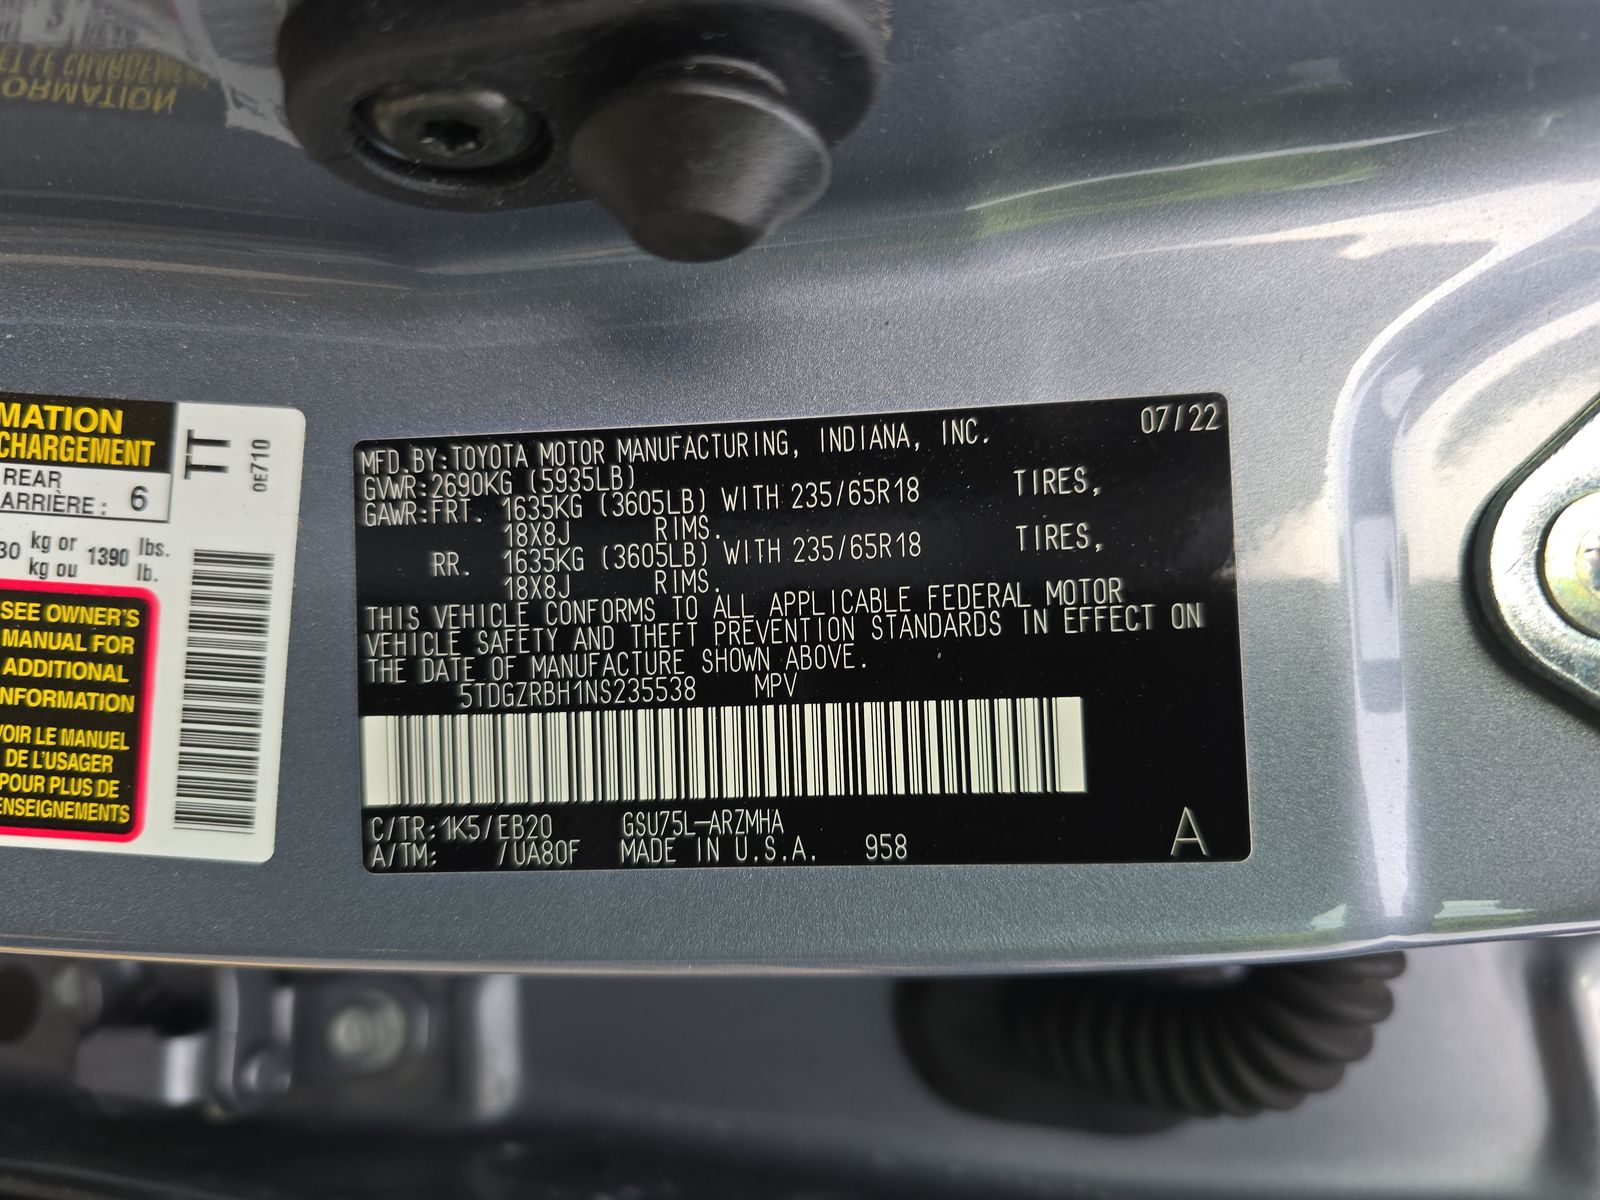 ET LE CHARGEMENT
ORMATION
MATION
CHARGEMENT
REAR
ARRIÈRE : 6
30 kg or 1390 lbs.
kg ou lb.
SEE OWNER'S
MANUAL FOR
ADDITIONAL
INFORMATION
VOIR LE MANUEL
DE L'USAGER
POUR PLUS DE
ENSEIGNEMENTS
TT
0E710
07/22
MFD.BY:TOYOTA MOTOR MANUFACTURING, INDIANA, INC.
GVWR:2690KG (5935LB)
GAWR:FRT. 1635KG (3605LB) WITH 235/65R18 TIRES,
18X8J RIMS.
RR. 1635KG (3605LB) WITH 235/65R18 TIRES,
18X8J RIMS.
THIS VEHICLE CONFORMS TO ALL APPLICABLE FEDERAL MOTOR
VEHICLE SAFETY AND THEFT PREVENTION STANDARDS IN EFFECT ON
THE DATE OF MANUFACTURE SHOWN ABOVE.
5TDGZRBH1NS235538 MPV
C/TR:1K5/EB20 GSU75L-ARZMHA
A/TM: /UA80F MADE IN U.S.A. 958
A